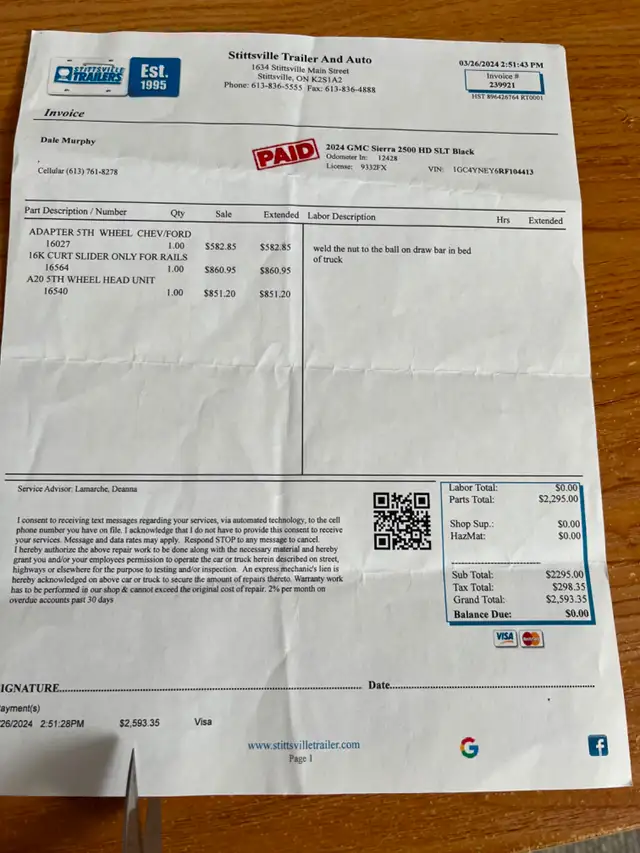 STITTSVILLE
TRAILERS
Est.
1995
Stittsville Trailer And Auto
1634 Stittsville Main Street
Stittsville, ON K2S1A2
Phone: 613-836-5555 Fax: 613-836-4888
03/26/2024 2:51:43 PM
Invoice #
239921
HST 896426764 RT0001
Invoice
Dale Murphy
Cellular (613) 761-8278
PAID
2024 GMC Sierra 2500 HD SLT Black
Odometer In: 12428
License: 9332FX VIN: 1GC4YNEY6RF104413
Part Description / Number Qty Sale Extended Labor Description Hrs Extended
ADAPTER 5TH WHEEL CHEV/FORD
16027 1.00 $582.85 $582.85
16K CURT SLIDER ONLY FOR RAILS
16564 1.00 $860.95 $860.95
A20 5TH WHEEL HEAD UNIT
16540 1.00 $851.20 $851.20
weld the nut to the ball on draw bar in bed
of truck
Service Advisor: Lamarche, Deanna
I consent to receiving text messages regarding your services, via automated technology, to the cell
phone number you have on file. I acknowledge that I do not have to provide this consent to receive
your services. Message and data rates may apply. Respond STOP to any message to cancel.
I hereby authorize the above repair work to be done along with the necessary material and hereby
grant you and/or your employees permission to operate the car or truck herein described on street,
highways or elsewhere for the purpose to testing and/or inspection. An express mechanic's lien is
hereby acknowledged on above car or truck to secure the amount of repairs thereto. Warranty work
has to be performed in our shop & cannot exceed the original cost of repair. 2% per month on
overdue accounts past 30 days
Labor Total: $0.00
Parts Total: $2,295.00
Shop Sup.: $0.00
HazMat: $0.00
Sub Total: $2295.00
Tax Total: $298.35
Grand Total: $2,593.35
Balance Due: $0.00
VISA MasterCard
IGNATURE Date
ayment(s)
26/2024 2:51:28PM $2,593.35 Visa
www.stittsvilletrailer.com
Page 1